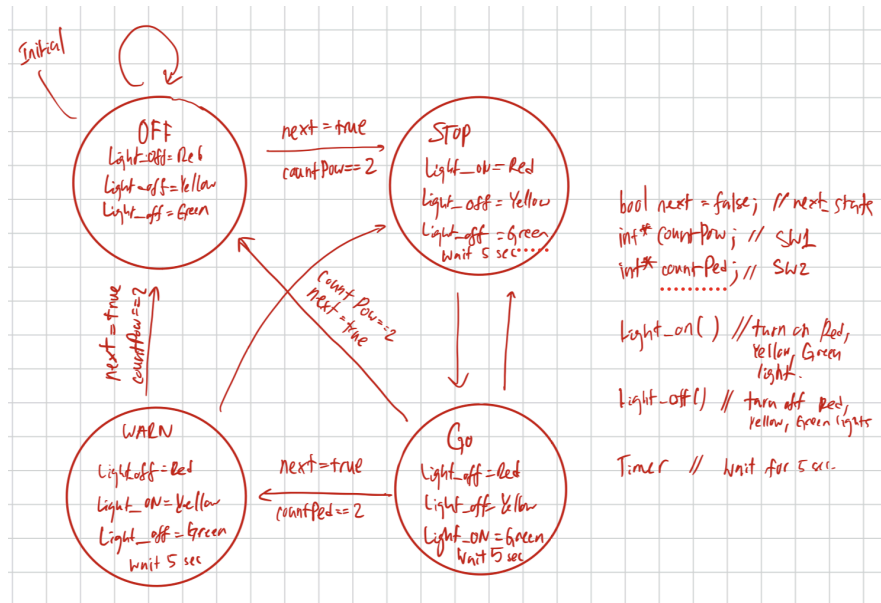 Initial
OFF
Light_off=Red
Light_off=Yellow
Light_off=Green
next=true
countPow==2
STOP
Light_on=Red
Light_off=Yellow
Light_off=Green
Wait 5 sec
next=true
countPow==2
count Pow==2
next=true
WARN
Light_off=Red
Light_ON=Yellow
Light_off=Green
Wait 5 sec
next=true
countPed==2
Go
Light_off=Red
Light_off=Yellow
Light_ON=Green
Wait 5 sec
bool next=false; // next_state
int* countPow; // SW1
int* countPed; // SW2
Light_on() // turn on Red,
Yellow, Green
light.
Light_off() // turn off Red,
Yellow, Green lights
Timer // Wait for 5 sec.